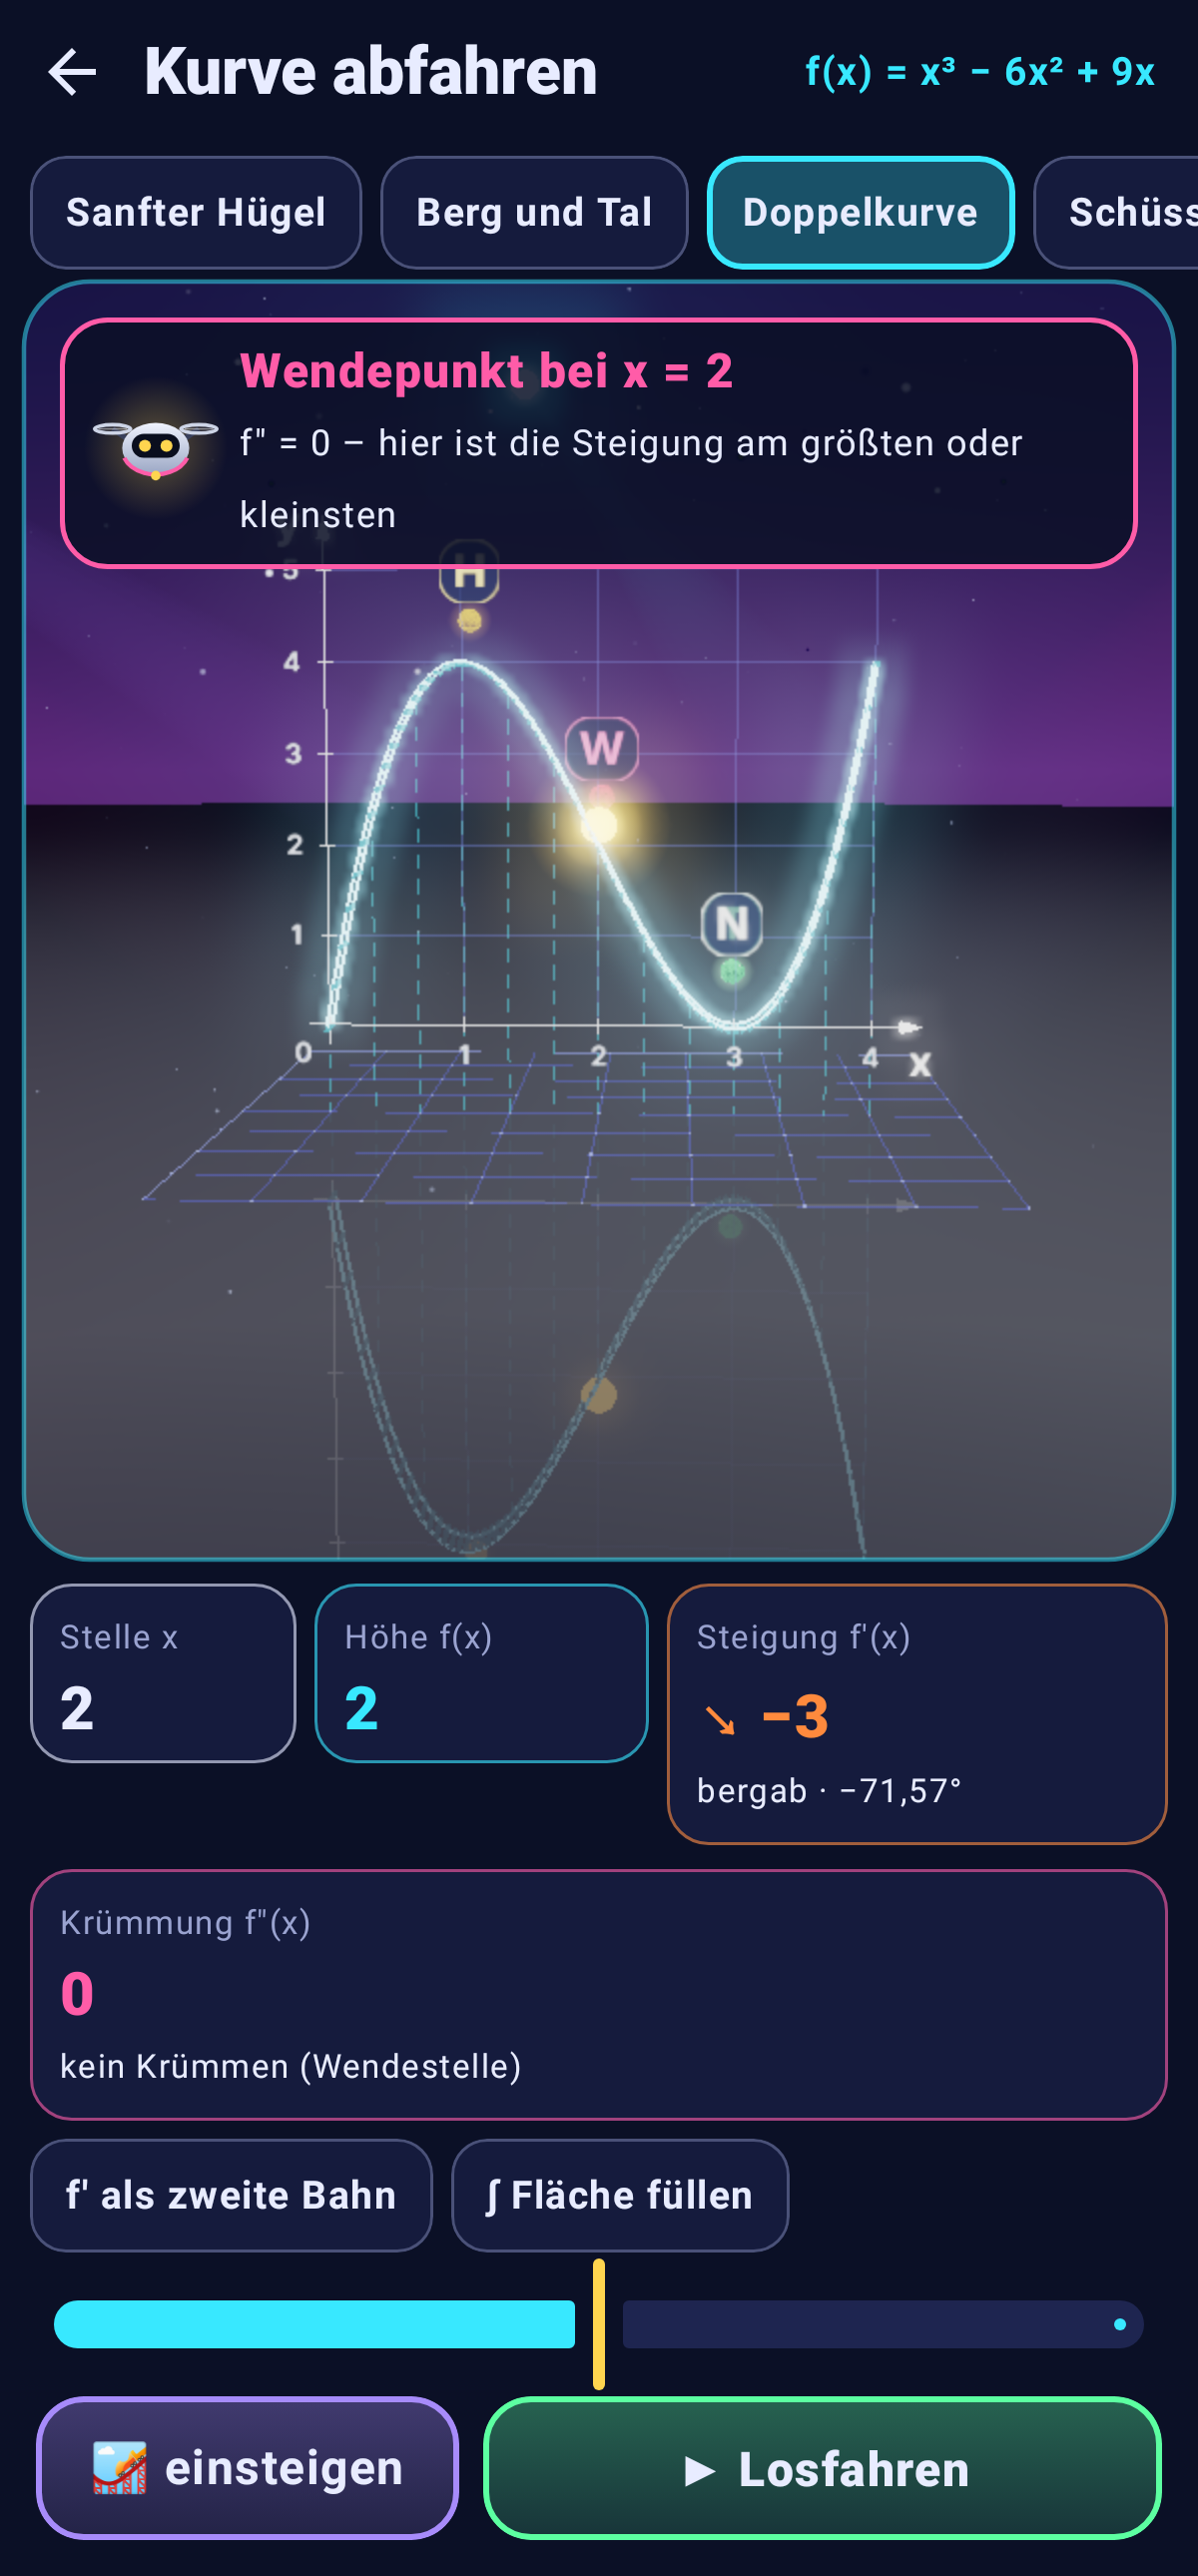 Kurve abfahren
f(x) = x³ − 6x² + 9x
Sanfter Hügel
Berg und Tal
Doppelkurve
Schüss
Wendepunkt bei x = 2
f" = 0 – hier ist die Steigung am größten oder
kleinsten
y
5
H
4
3
W
2
N
1
0
1
2
3
4
x
Stelle x
2
Höhe f(x)
2
Steigung f'(x)
↘ −3
bergab · −71,57°
Krümmung f"(x)
0
kein Krümmen (Wendestelle)
f' als zweite Bahn
∫ Fläche füllen
einsteigen
► Losfahren